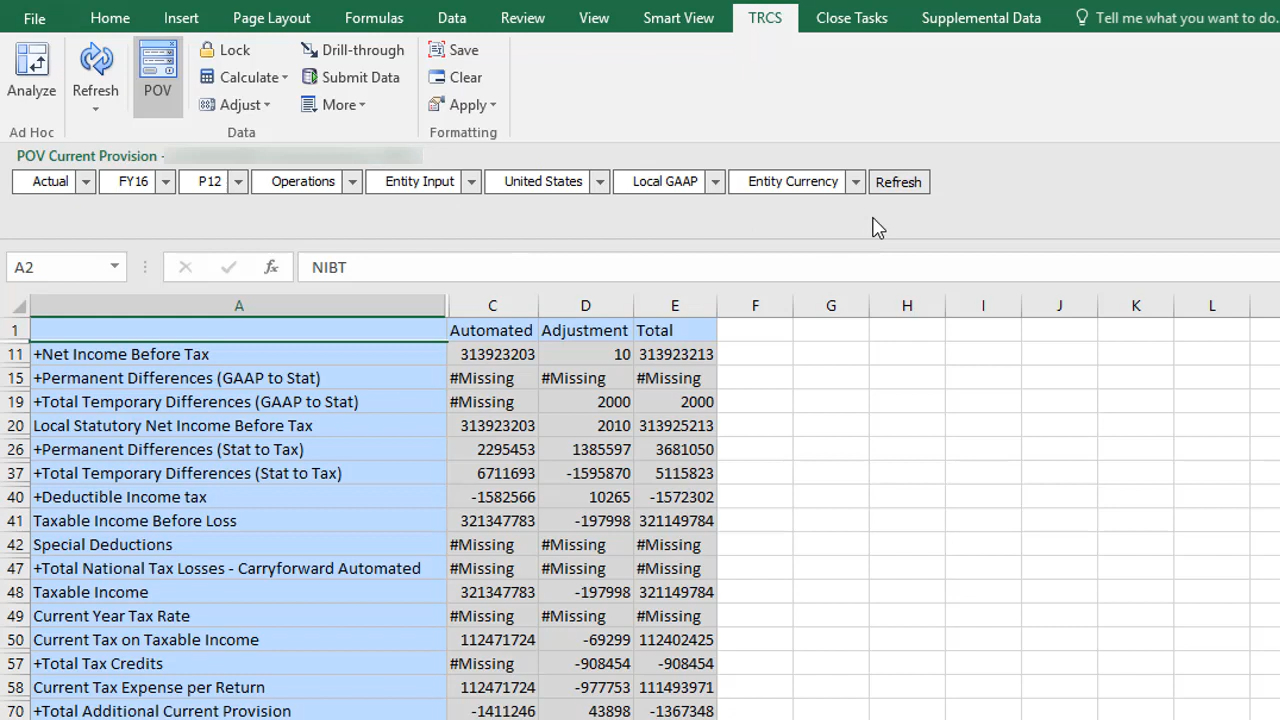 File Home Insert Page Layout Formulas Data Review View Smart View TRCS Close Tasks Supplemental Data Tell me what you want to do.
Lock Drill-through Save
Calculate Submit Data Clear
Analyze Refresh POV Adjust More Apply
Ad Hoc Data Formatting
POV Current Provision -
Actual FY16 P12 Operations Entity Input United States Local GAAP Entity Currency Refresh
A2 fx NIBT
A C D E F G H I J K L
1 Automated Adjustment Total
11 +Net Income Before Tax 313923203 10 313923213
15 +Permanent Differences (GAAP to Stat) #Missing #Missing #Missing
19 +Total Temporary Differences (GAAP to Stat) #Missing 2000 2000
20 Local Statutory Net Income Before Tax 313923203 2010 313925213
26 +Permanent Differences (Stat to Tax) 2295453 1385597 3681050
37 +Total Temporary Differences (Stat to Tax) 6711693 -1595870 5115823
40 +Deductible Income tax -1582566 10265 -1572302
41 Taxable Income Before Loss 321347783 -197998 321149784
42 Special Deductions #Missing #Missing #Missing
47 +Total National Tax Losses - Carryforward Automated #Missing #Missing #Missing
48 Taxable Income 321347783 -197998 321149784
49 Current Year Tax Rate #Missing #Missing #Missing
50 Current Tax on Taxable Income 112471724 -69299 112402425
57 +Total Tax Credits #Missing -908454 -908454
58 Current Tax Expense per Return 112471724 -977753 111493971
70 +Total Additional Current Provision -1411246 43898 -1367348